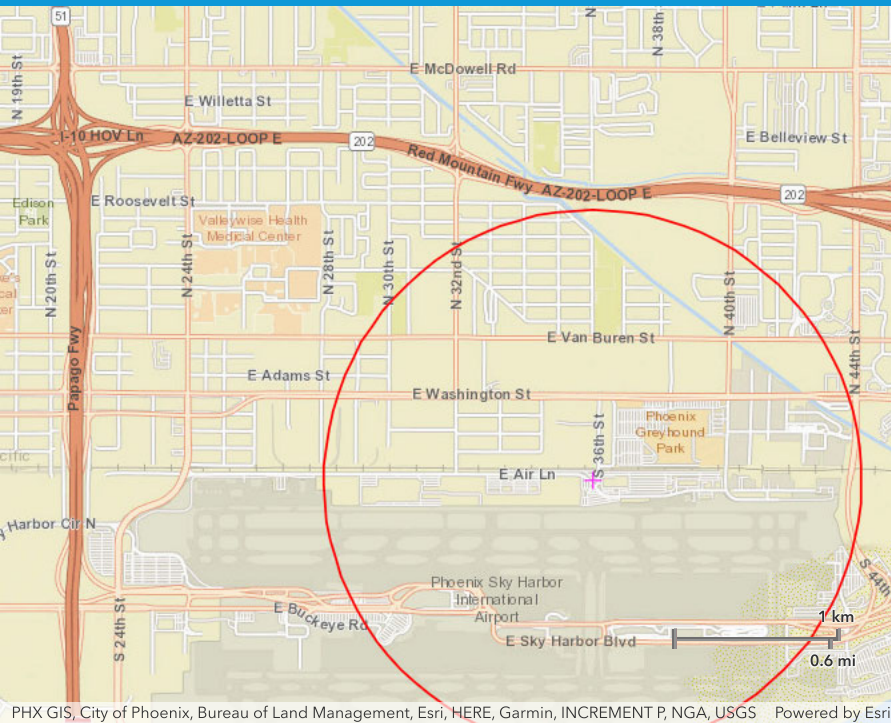 51
N 19th St
N 38th
E McDowell Rd
E Willetta St
I-10 HOV Ln
AZ-202-LOOP E
202
Red Mountain Fwy
AZ-202-LOOP E
202
E Belleview St
Edison
Park
E Roosevelt St
Valleywise Health
Medical Center
N 20th St
N 24th St
N 28th St
N 30th St
N 32nd St
N 40th St
N 44th St
Papago Fwy
E Van Buren St
E Adams St
E Washington St
Phoenix
Greyhound
Park
S 36th St
E Air Ln
Harbor Cir N
Phoenix Sky Harbor
International
Airport
S 24th St
E Buckeye Rd
E Sky Harbor Blvd
S 44th
1 km
0.6 mi
PHX GIS, City of Phoenix, Bureau of Land Management, Esri, HERE, Garmin, INCREMENT P, NGA, USGS
Powered by Esri